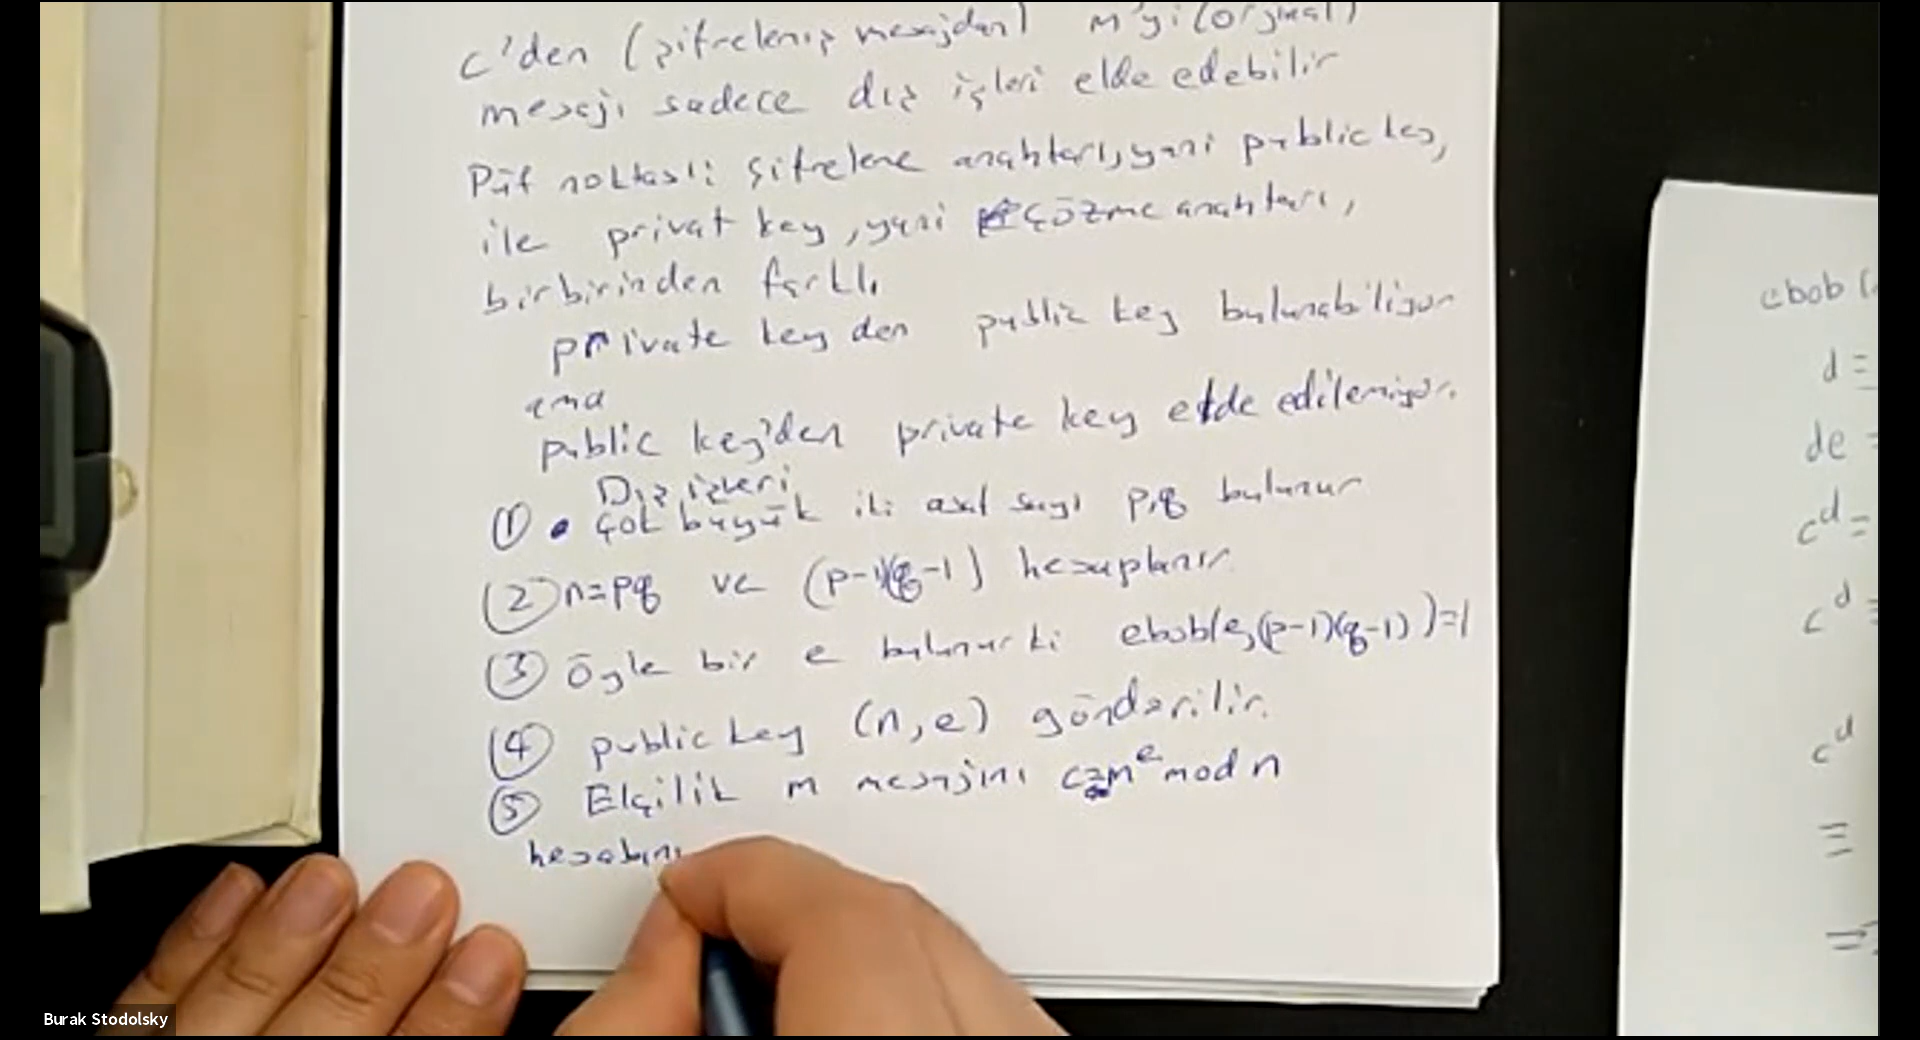 c'den (şifrelenmiş mesajdan) m'yi (orjinal)
mesajı sadece dış işleri elde edebilir
Püf noktası: şifreleme anahtarı, yani public key,
ile privat key, yani çözme anahtarı,
birbirinden farklı
private key den public key bulunabiliyor
ama
public key'den private key elde edilemiyor.
Dış işleri
① • Çok büyük iki asal sayı p,q bulunur
② n=pq ve (p-1)(q-1) hesaplanır.
③ Öyle bir e bulunur ki ebob(e,(p-1)(q-1))=1
④ public key (n,e) gönderilir.
⑤ Elçilik m mesajını c≡m^e mod n
hesabını
ebob (
d =
de =
c^d =
c^d =
c^d
=
=>
Burak Stodolsky